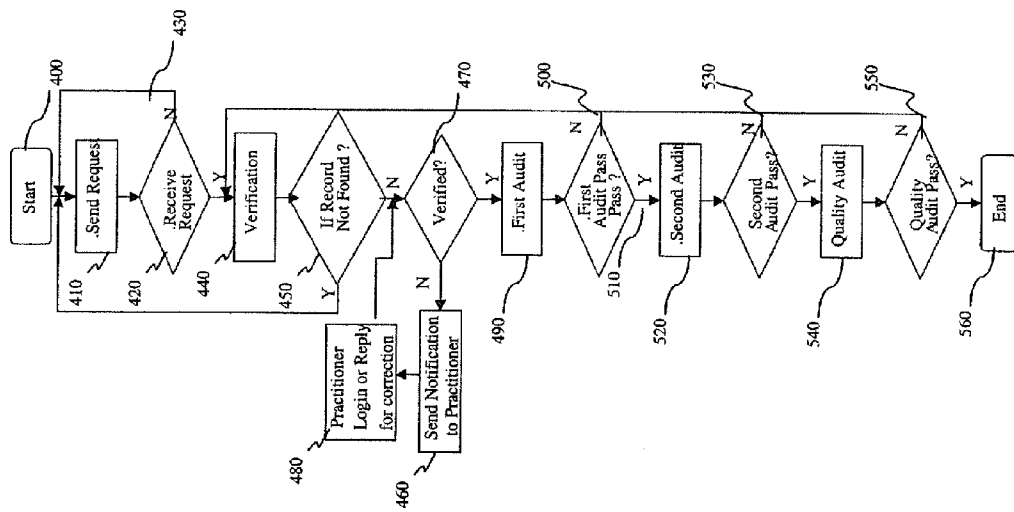 Start
400
.Send Request
410
430
.Receive
Request
420
N
Y
Verification
440
If Record
Not Found ?
450
Y
N
Practitioner
Login or Reply
for correction
480
Verified?
470
N
Send Notification
to Practitioner
460
Y
.First Audit
490
.First
Audit Pass
Pass ?
500
N
510
Y
.Second Audit
520
Second
Audit Pass?
530
N
Y
Quality Audit
540
Quality
Audit Pass.?
550
N
Y
End
560